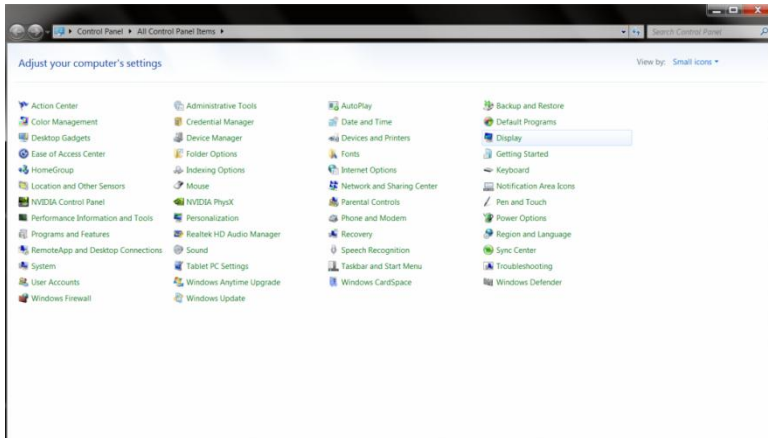 Control Panel ▸ All Control Panel Items ▸ Search Control Panel
Adjust your computer's settings View by: Small icons
Action Center Administrative Tools AutoPlay Backup and Restore
Color Management Credential Manager Date and Time Default Programs
Desktop Gadgets Device Manager Devices and Printers Display
Ease of Access Center Folder Options Fonts Getting Started
HomeGroup Indexing Options Internet Options Keyboard
Location and Other Sensors Mouse Network and Sharing Center Notification Area Icons
NVIDIA Control Panel NVIDIA PhysX Parental Controls Pen and Touch
Performance Information and Tools Personalization Phone and Modem Power Options
Programs and Features Realtek HD Audio Manager Recovery Region and Language
RemoteApp and Desktop Connections Sound Speech Recognition Sync Center
System Tablet PC Settings Taskbar and Start Menu Troubleshooting
User Accounts Windows Anytime Upgrade Windows CardSpace Windows Defender
Windows Firewall Windows Update